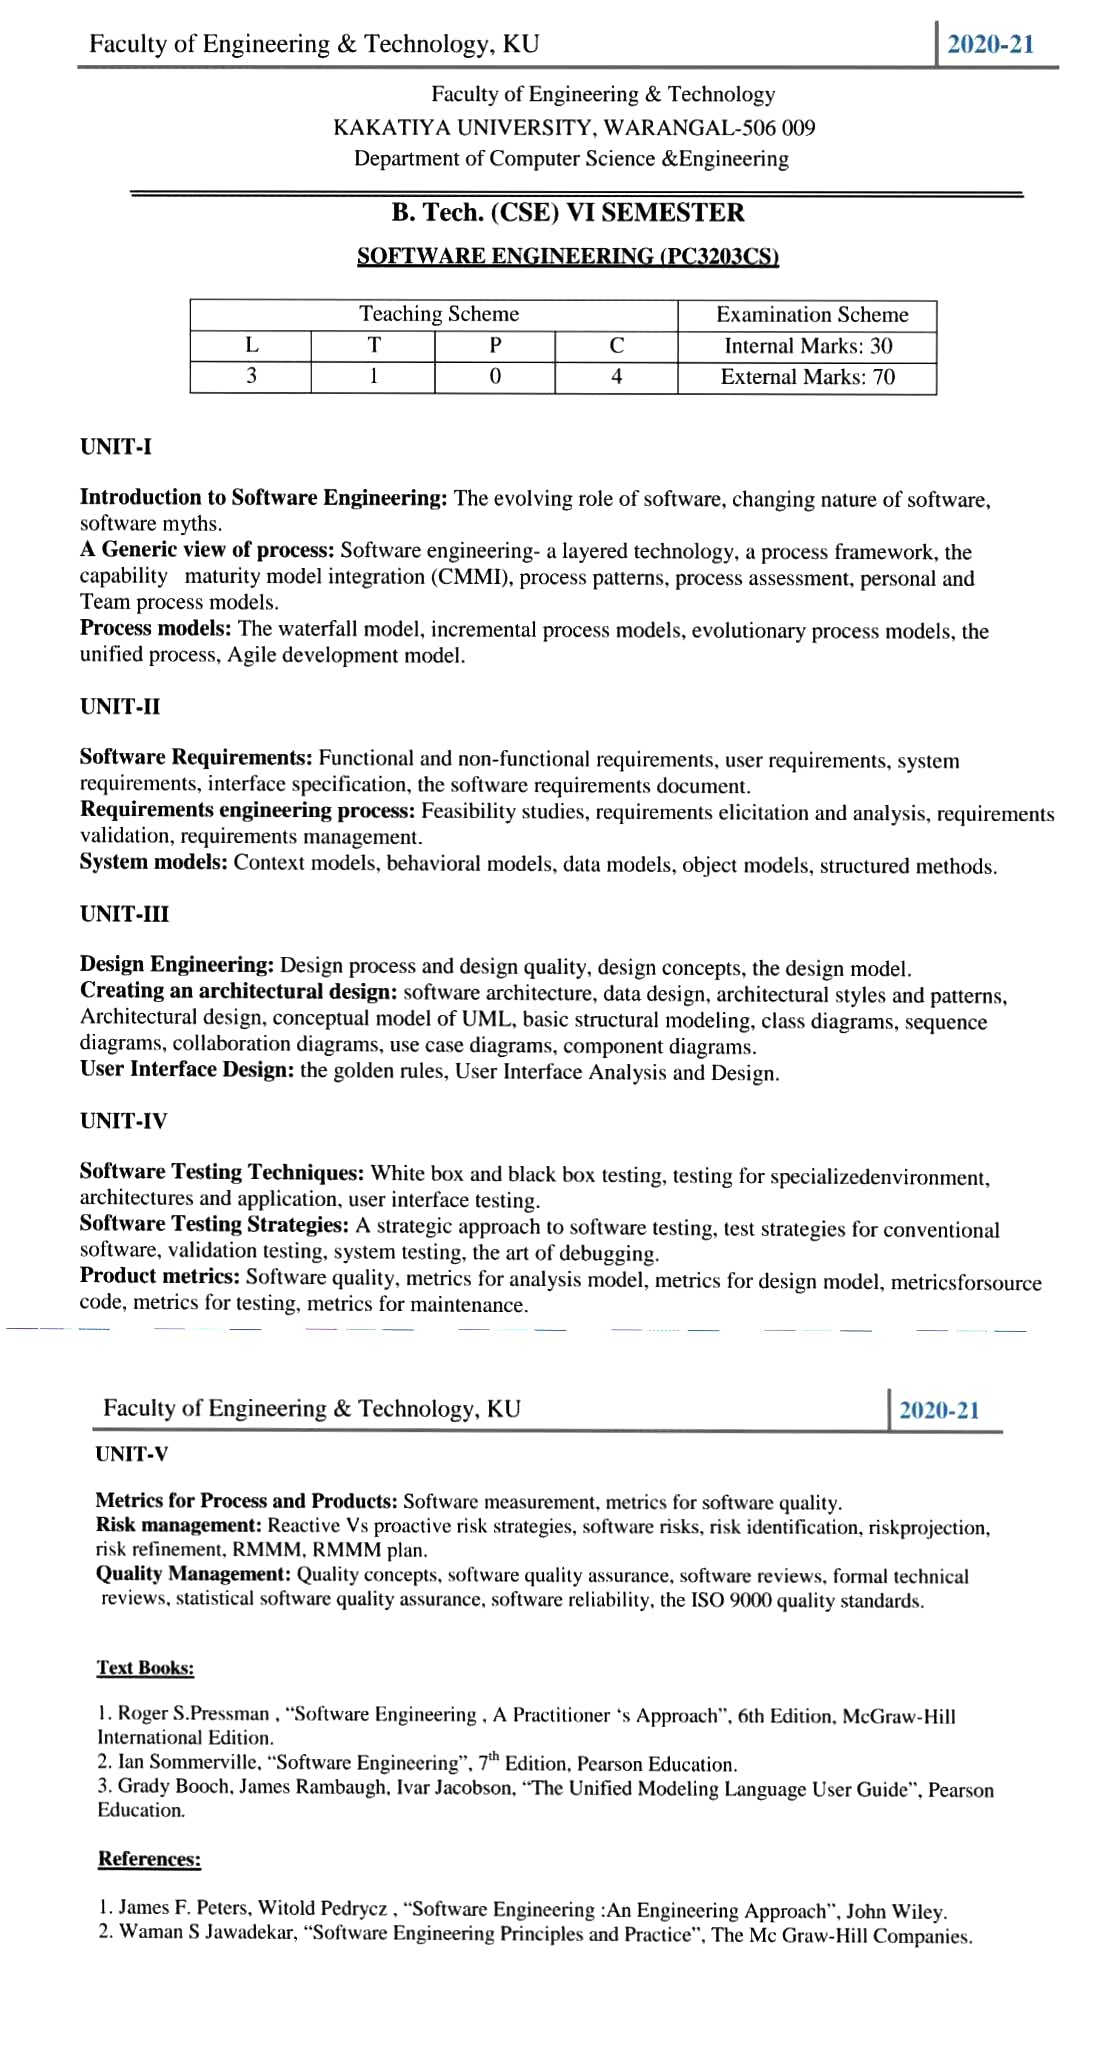 Faculty of Engineering & Technology, KU
2020-21
Faculty of Engineering & Technology
KAKATIYA UNIVERSITY, WARANGAL-506 009
Department of Computer Science &Engineering
B. Tech. (CSE) VI SEMESTER
SOFTWARE ENGINEERING (PC3203CS)
Teaching Scheme Examination Scheme
L T P C Internal Marks: 30
3 1 0 4 External Marks: 70
UNIT-I
Introduction to Software Engineering: The evolving role of software, changing nature of software,
software myths.
A Generic view of process: Software engineering- a layered technology, a process framework, the
capability maturity model integration (CMMI), process patterns, process assessment, personal and
Team process models.
Process models: The waterfall model, incremental process models, evolutionary process models, the
unified process, Agile development model.
UNIT-II
Software Requirements: Functional and non-functional requirements, user requirements, system
requirements, interface specification, the software requirements document.
Requirements engineering process: Feasibility studies, requirements elicitation and analysis, requirements
validation, requirements management.
System models: Context models, behavioral models, data models, object models, structured methods.
UNIT-III
Design Engineering: Design process and design quality, design concepts, the design model.
Creating an architectural design: software architecture, data design, architectural styles and patterns,
Architectural design, conceptual model of UML, basic structural modeling, class diagrams, sequence
diagrams, collaboration diagrams, use case diagrams, component diagrams.
User Interface Design: the golden rules, User Interface Analysis and Design.
UNIT-IV
Software Testing Techniques: White box and black box testing, testing for specializedenvironment,
architectures and application, user interface testing.
Software Testing Strategies: A strategic approach to software testing, test strategies for conventional
software, validation testing, system testing, the art of debugging.
Product metrics: Software quality, metrics for analysis model, metrics for design model, metricsforsource
code, metrics for testing, metrics for maintenance.
Faculty of Engineering & Technology, KU
2020-21
UNIT-V
Metrics for Process and Products: Software measurement, metrics for software quality.
Risk management: Reactive Vs proactive risk strategies, software risks, risk identification, riskprojection,
risk refinement, RMMM, RMMM plan.
Quality Management: Quality concepts, software quality assurance, software reviews, formal technical
reviews, statistical software quality assurance, software reliability, the ISO 9000 quality standards.
Text Books:
1. Roger S.Pressman , “Software Engineering , A Practitioner ‘s Approach”, 6th Edition, McGraw-Hill
International Edition.
2. Ian Sommerville, “Software Engineering”, 7th Edition, Pearson Education.
3. Grady Booch, James Rambaugh, Ivar Jacobson, “The Unified Modeling Language User Guide”, Pearson
Education.
References:
1. James F. Peters, Witold Pedrycz , “Software Engineering :An Engineering Approach”, John Wiley.
2. Waman S Jawadekar, “Software Engineering Principles and Practice”, The Mc Graw-Hill Companies.